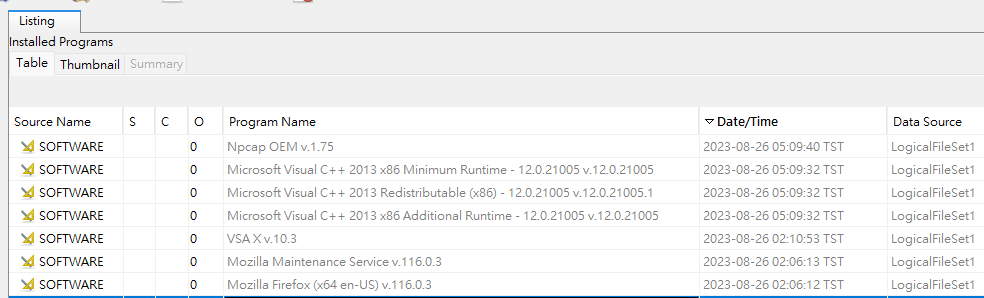 Listing
Installed Programs
Table Thumbnail Summary
Source Name S C O Program Name Date/Time Data Source
SOFTWARE 0 Npcap OEM v.1.75 2023-08-26 05:09:40 TST LogicalFileSet1
SOFTWARE 0 Microsoft Visual C++ 2013 x86 Minimum Runtime - 12.0.21005 v.12.0.21005 2023-08-26 05:09:32 TST LogicalFileSet1
SOFTWARE 0 Microsoft Visual C++ 2013 Redistributable (x86) - 12.0.21005 v.12.0.21005.1 2023-08-26 05:09:32 TST LogicalFileSet1
SOFTWARE 0 Microsoft Visual C++ 2013 x86 Additional Runtime - 12.0.21005 v.12.0.21005 2023-08-26 05:09:32 TST LogicalFileSet1
SOFTWARE 0 VSA X v.10.3 2023-08-26 02:10:53 TST LogicalFileSet1
SOFTWARE 0 Mozilla Maintenance Service v.116.0.3 2023-08-26 02:06:13 TST LogicalFileSet1
SOFTWARE 0 Mozilla Firefox (x64 en-US) v.116.0.3 2023-08-26 02:06:12 TST LogicalFileSet1